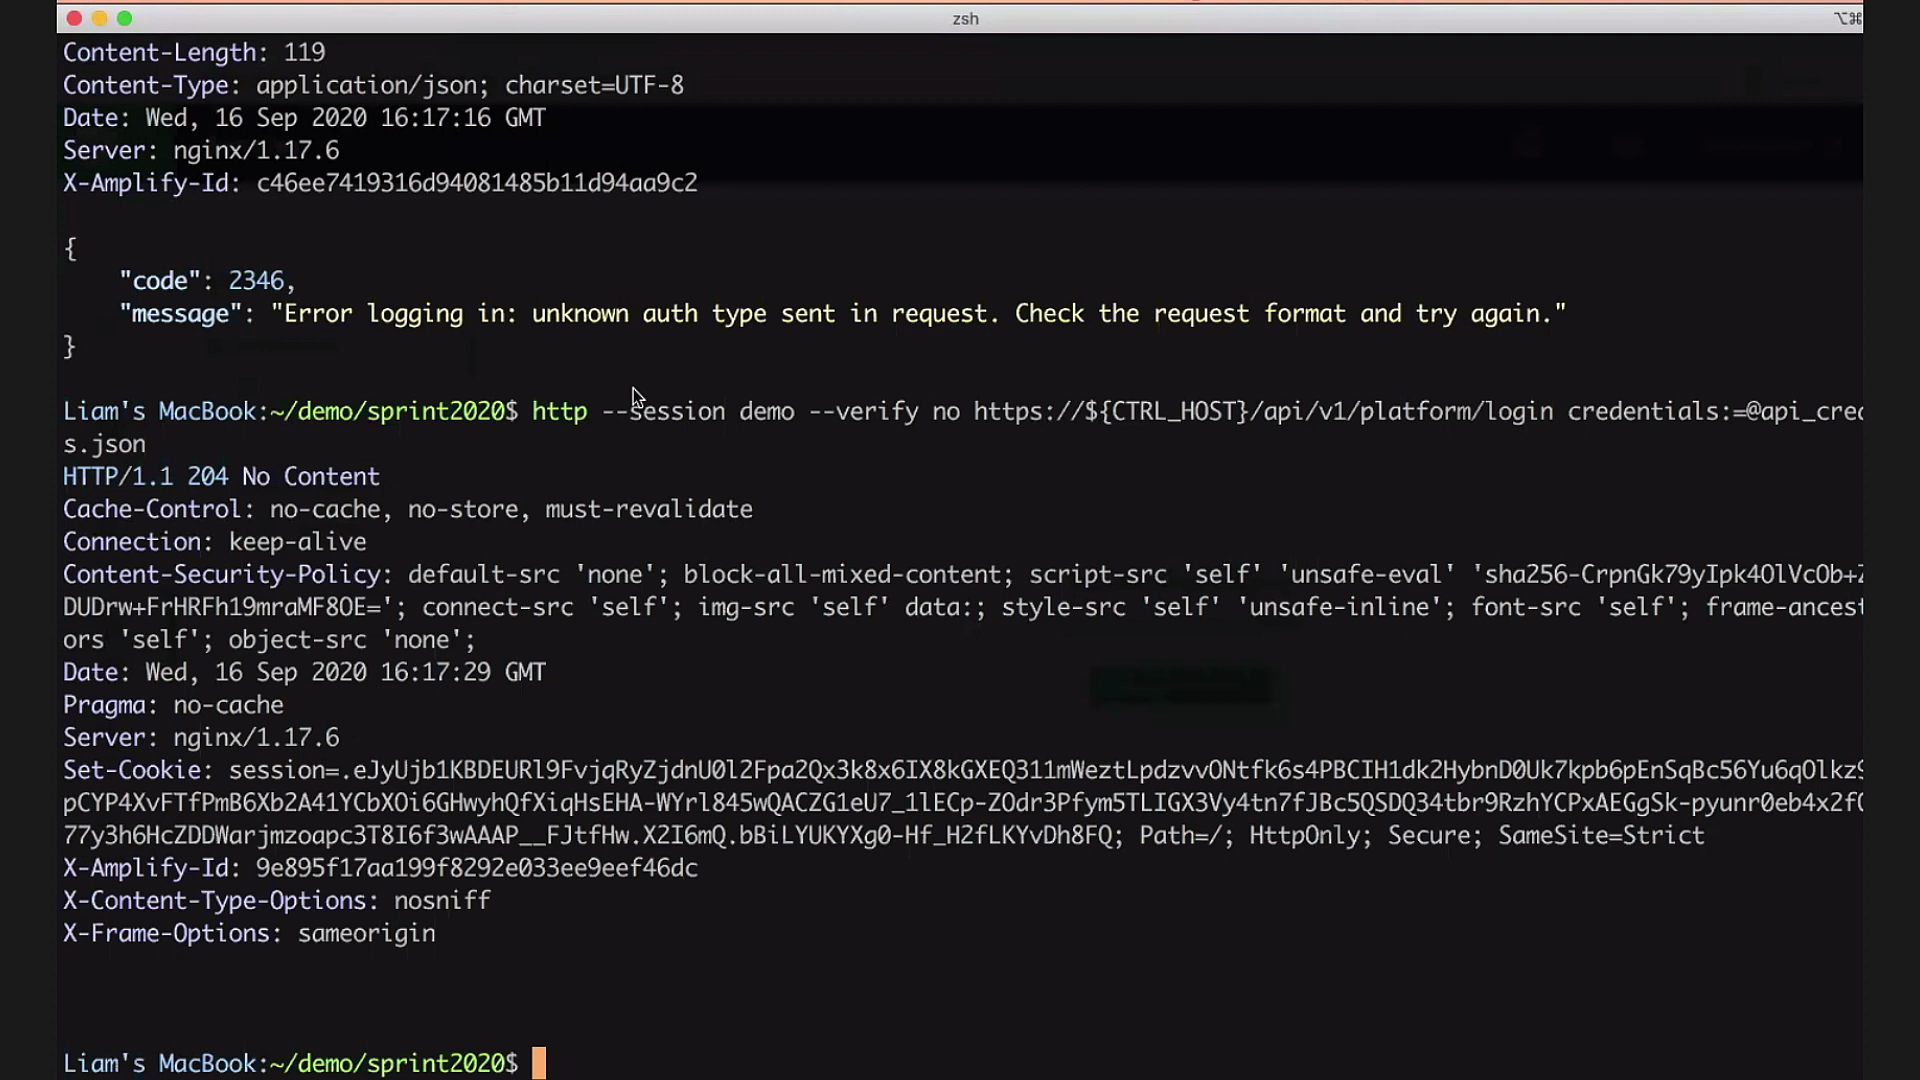 zsh
⌥⌘
Content-Length: 119
Content-Type: application/json; charset=UTF-8
Date: Wed, 16 Sep 2020 16:17:16 GMT
Server: nginx/1.17.6
X-Amplify-Id: c46ee7419316d94081485b11d94aa9c2
{
"code": 2346,
"message": "Error logging in: unknown auth type sent in request. Check the request format and try again."
}
Liam's MacBook:~/demo/sprint2020$ http --session demo --verify no https://${CTRL_HOST}/api/v1/platform/login credentials:=@api_cred
s.json
HTTP/1.1 204 No Content
Cache-Control: no-cache, no-store, must-revalidate
Connection: keep-alive
Content-Security-Policy: default-src 'none'; block-all-mixed-content; script-src 'self' 'unsafe-eval' 'sha256-CrpnGk79yIpk4OlVcOb+Z
DUDrw+FrHRFh19mraMF8OE='; connect-src 'self'; img-src 'self' data:; style-src 'self' 'unsafe-inline'; font-src 'self'; frame-ancest
ors 'self'; object-src 'none';
Date: Wed, 16 Sep 2020 16:17:29 GMT
Pragma: no-cache
Server: nginx/1.17.6
Set-Cookie: session=.eJyUjb1KBDEURl9FvjqRyZjdnU0l2Fpa2Qx3k8x6IX8kGXEQ311mWeztLpdzvvONtfk6s4PBCIH1dk2HybnD0Uk7kpb6pEnSqBc56Yu6qOlkz9
pCYP4XvFTfPmB6Xb2A41YCbXOi6GHwyhQfXiqHsEHA-WYrl845wQACZG1eU7_1lECp-ZOdr3Pfym5TLIGX3Vy4tn7fJBc5QSDQ34tbr9RzhYCPxAEGgSk-pyunr0eb4x2fO
77y3h6HcZDDWarjmzoapc3T8I6f3wAAAP__FJtfHw.X2I6mQ.bBiLYUKYXg0-Hf_H2fLKYvDh8FQ; Path=/; HttpOnly; Secure; SameSite=Strict
X-Amplify-Id: 9e895f17aa199f8292e033ee9eef46dc
X-Content-Type-Options: nosniff
X-Frame-Options: sameorigin
Liam's MacBook:~/demo/sprint2020$